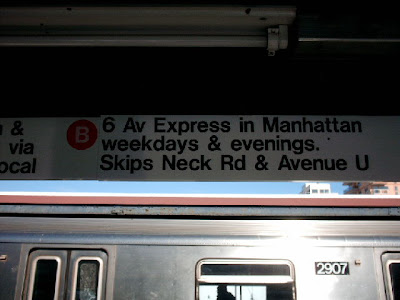 & 
via
ocal
B
6 Av Express in Manhattan
weekdays & evenings.
Skips Neck Rd & Avenue U
2907